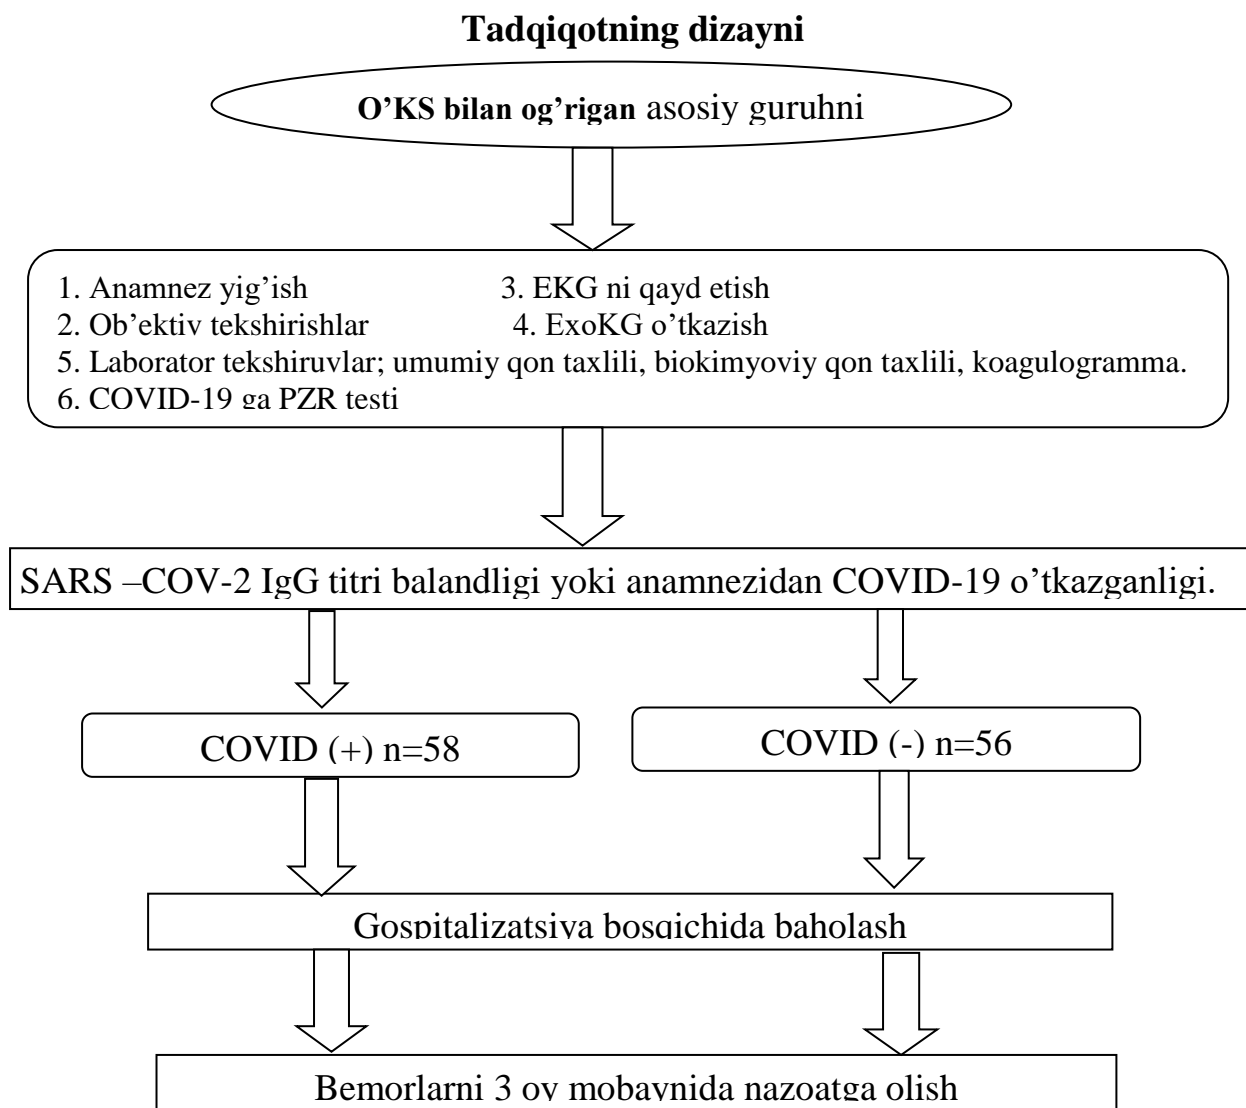 Tadqiqotning dizayni
O'KS bilan og'rigan asosiy guruhni
1. Anamnez yig'ish 3. EKG ni qayd etish
2. Ob'ektiv tekshirishlar 4. ExoKG o'tkazish
5. Laborator tekshiruvlar; umumiy qon taxlili, biokimyoviy qon taxlili, koagulogramma.
6. COVID-19 ga PZR testi
SARS –COV-2 IgG titri balandligi yoki anamnezidan COVID-19 o'tkazganligi.
COVID (+) n=58
COVID (-) n=56
Gospitalizatsiya bosqichida baholash
Bemorlarni 3 oy mobaynida nazoatga olish